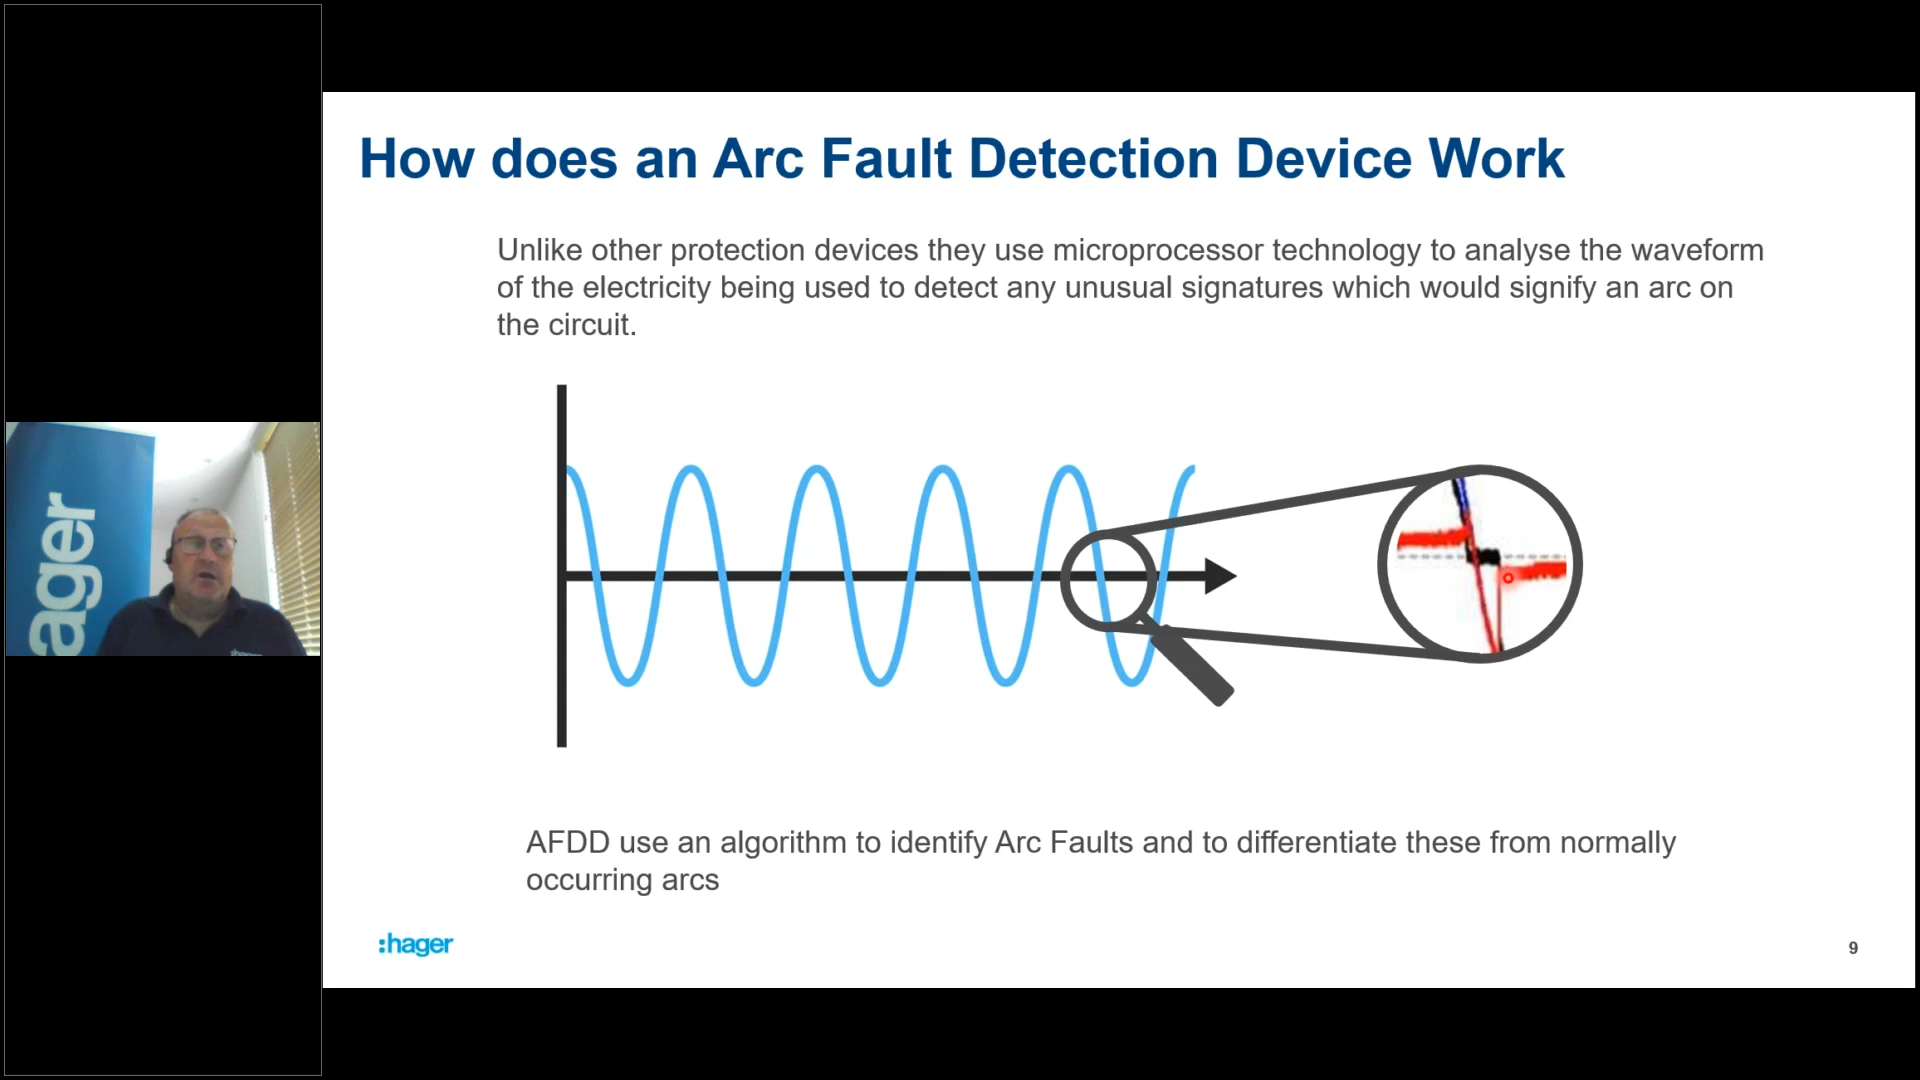 How does an Arc Fault Detection Device Work
Unlike other protection devices they use microprocessor technology to analyse the waveform
of the electricity being used to detect any unusual signatures which would signify an arc on
the circuit.
ager
AFDD use an algorithm to identify Arc Faults and to differentiate these from normally
occurring arcs
:hager
9